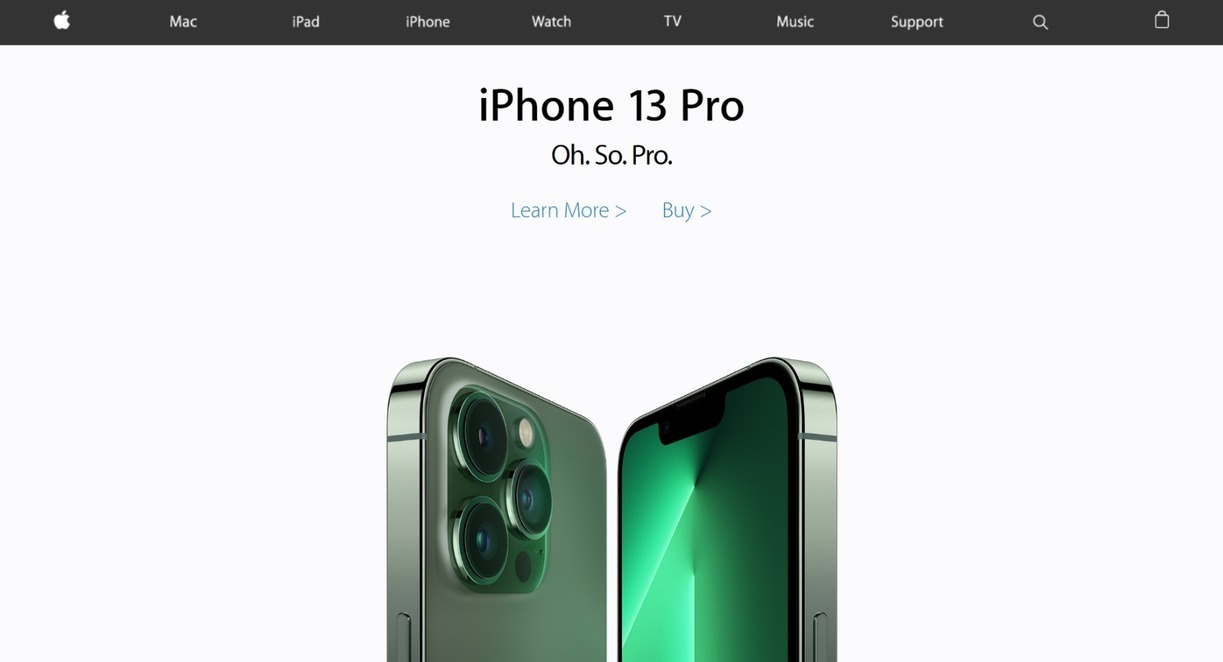 Mac iPad iPhone Watch TV Music Support
iPhone 13 Pro
Oh. So. Pro.
Learn More > Buy >